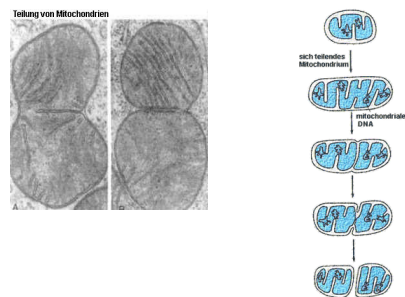 Teilung von Mitochondrien
sich teilendes
Mitochondrium
mitochondriale
DNA
A
B